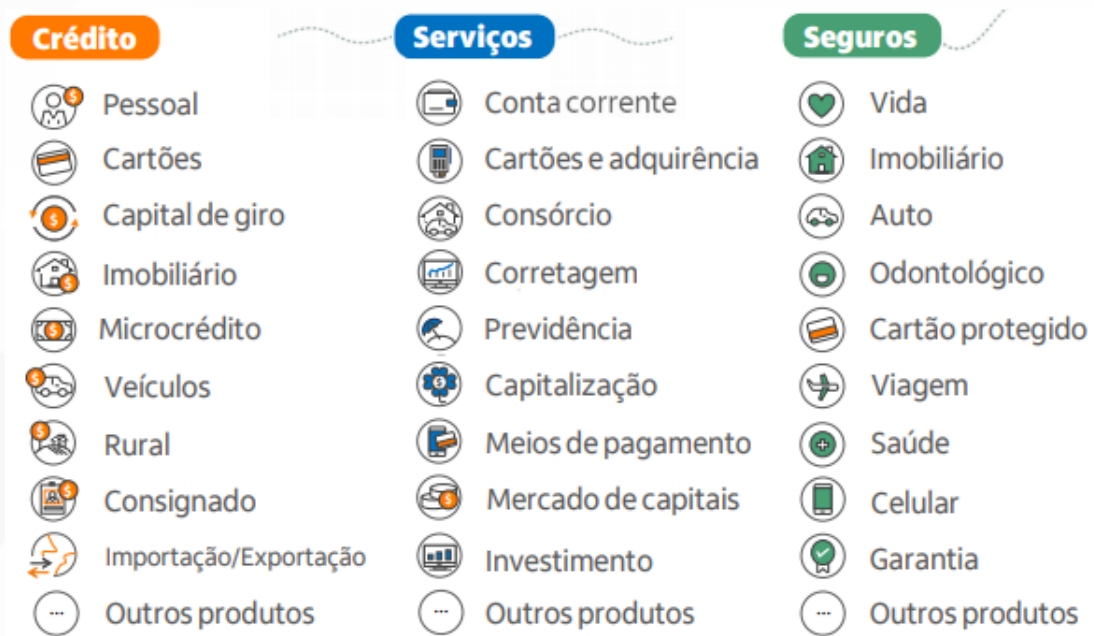 Crédito
Pessoal
Cartões
Capital de giro
Imobiliário
Microcrédito
Veículos
Rural
Consignado
Importação/Exportação
Outros produtos
Serviços
Conta corrente
Cartões e adquirência
Consórcio
Corretagem
Previdência
Capitalização
Meios de pagamento
Mercado de capitais
Investimento
Outros produtos
Seguros
Vida
Imobiliário
Auto
Odontológico
Cartão protegido
Viagem
Saúde
Celular
Garantia
Outros produtos